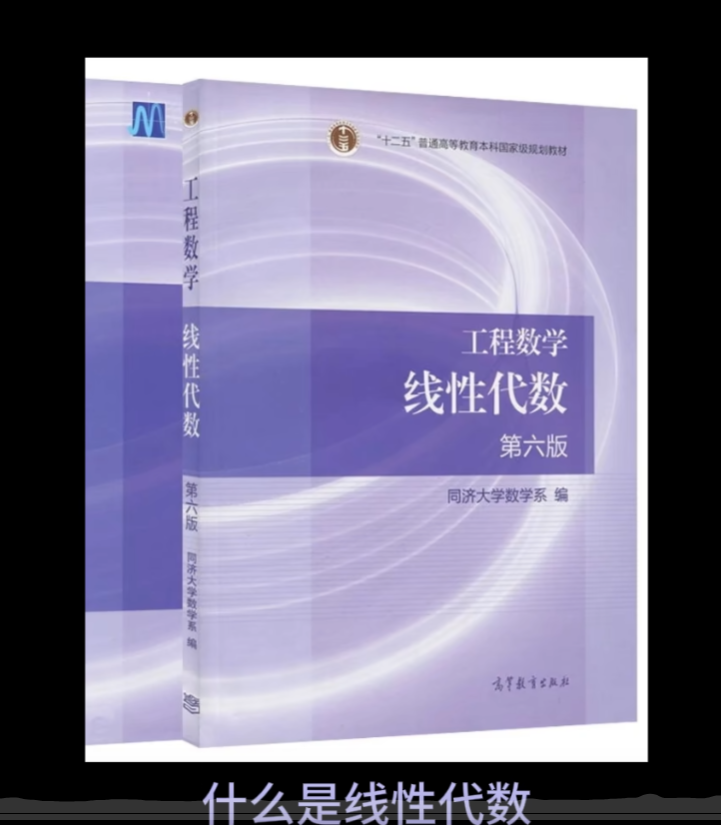 "十二五"普通高等教育本科国家级规划教材
工程数学
线性代数
第六版
同济大学数学系 编
高等教育出版社
工程数学 线性代数 第六版 同济大学数学系 编
什么是线性代数